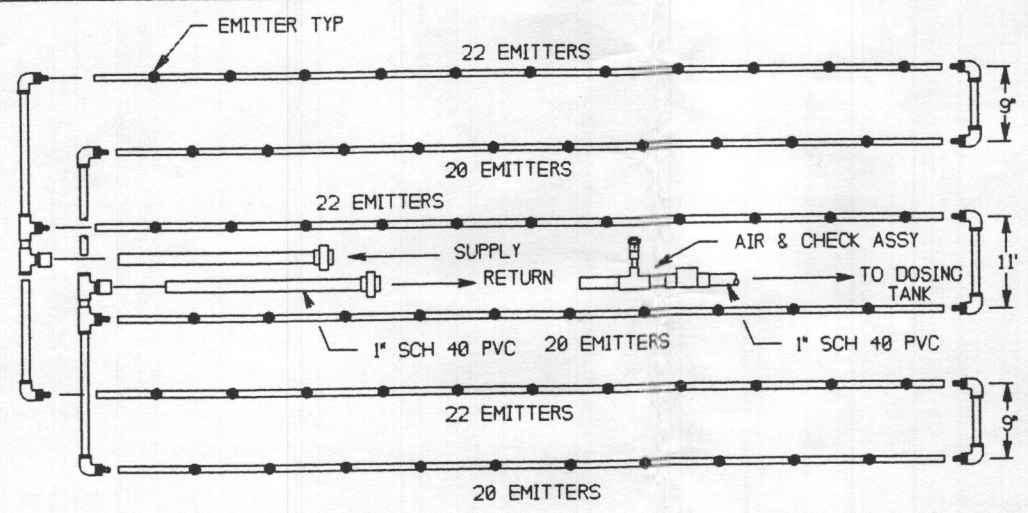 EMITTER TYP
22 EMITTERS
9"
20 EMITTERS
22 EMITTERS
SUPPLY
AIR & CHECK ASSY
11'
RETURN
TO DOSING
TANK
1" SCH 40 PVC
20 EMITTERS
1" SCH 40 PVC
22 EMITTERS
9"
20 EMITTERS